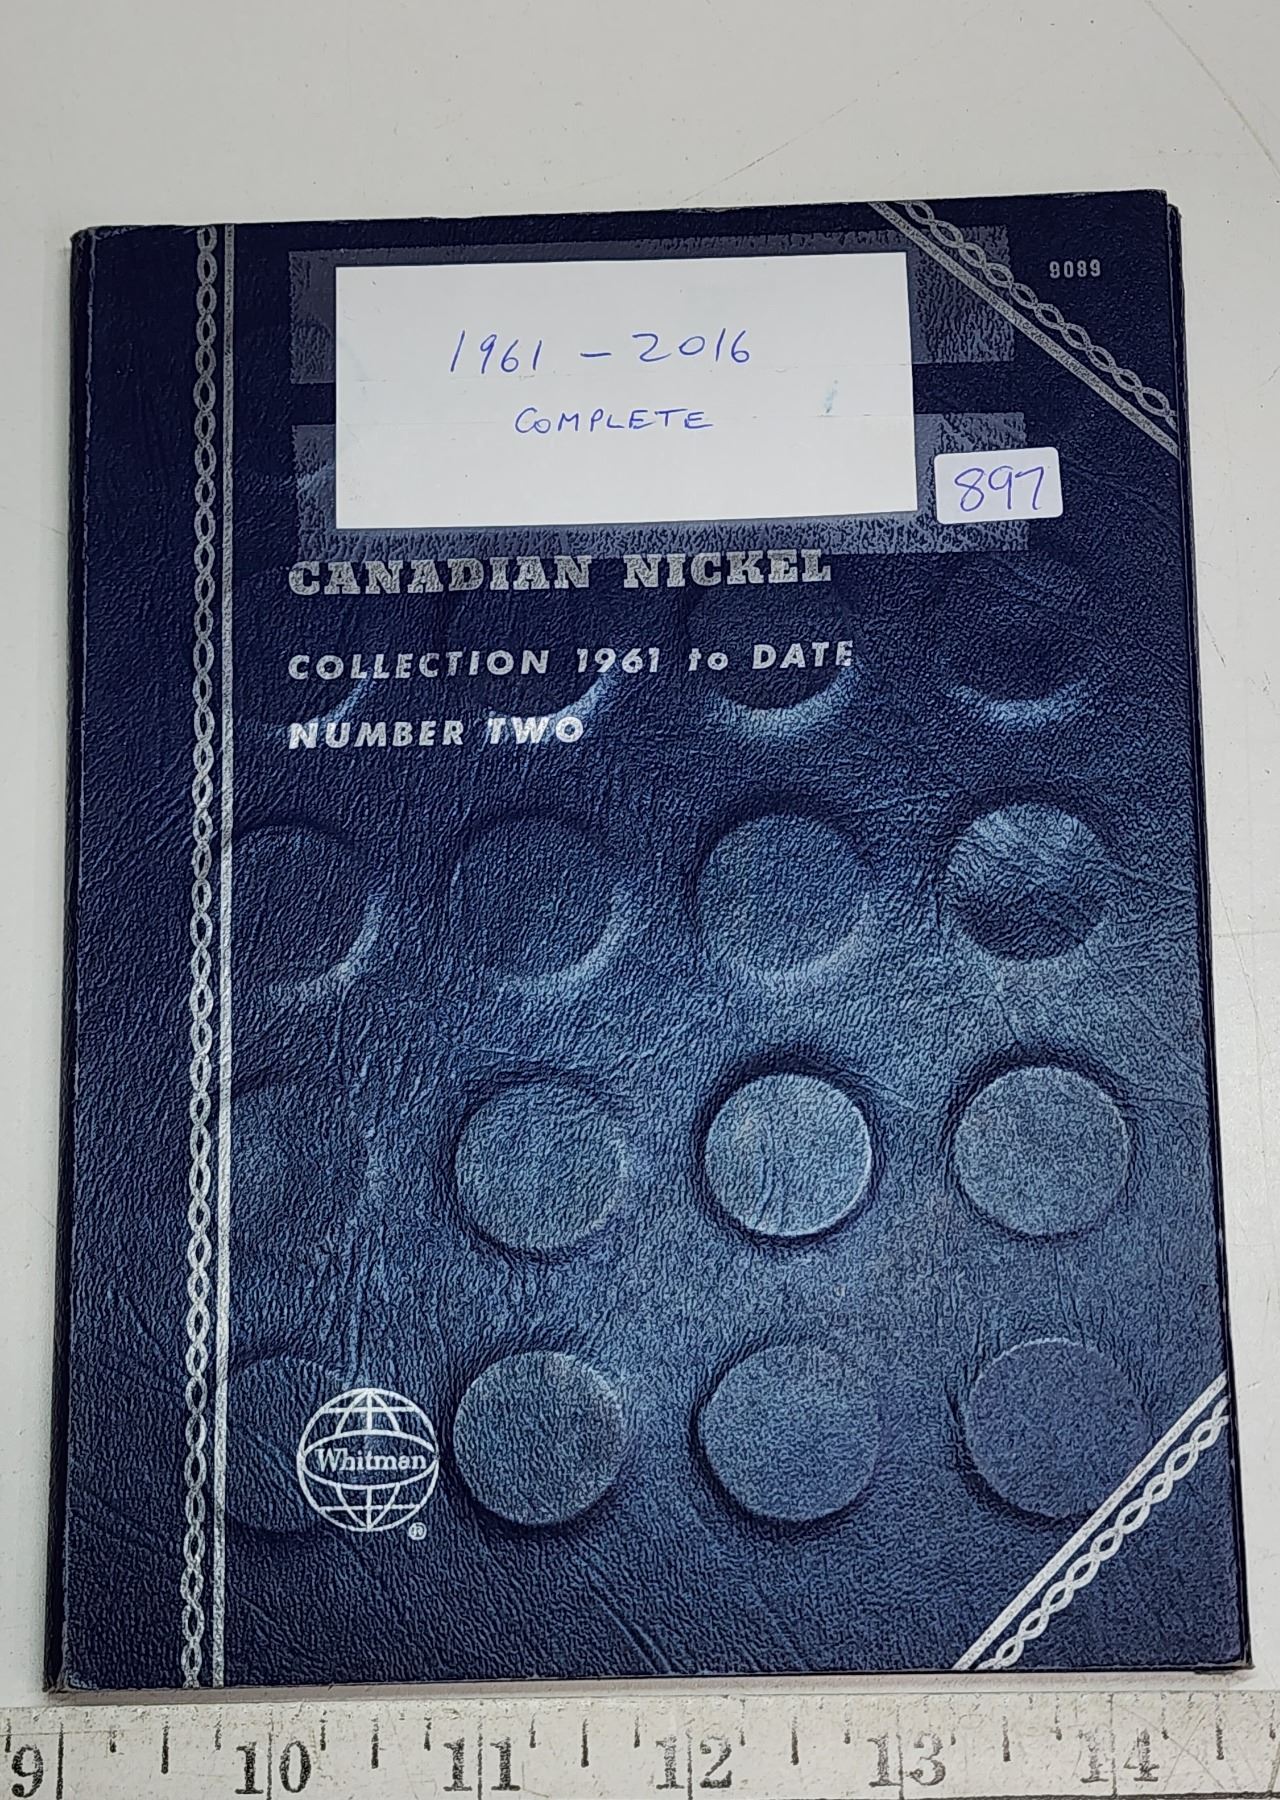 9089
1961 - 2016
COMPLETE
897
CANADIAN NICKEL
COLLECTION 1961 to DATE
NUMBER TWO
Whitman
®
9 10 11 12 13 14